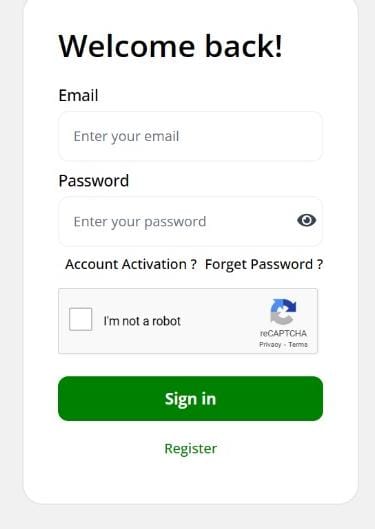 Welcome back!
Email
Enter your email
Password
Enter your password
Account Activation ? Forget Password ?
I'm not a robot
reCAPTCHA
Privacy - Terms
Sign in
Register